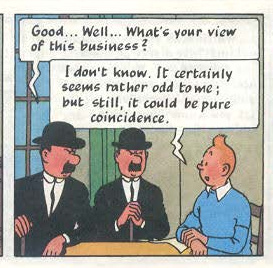 Good... Well... What's your view
of this business?
I don't know. It certainly
seems rather odd to me;
but still, it could be pure
coincidence.